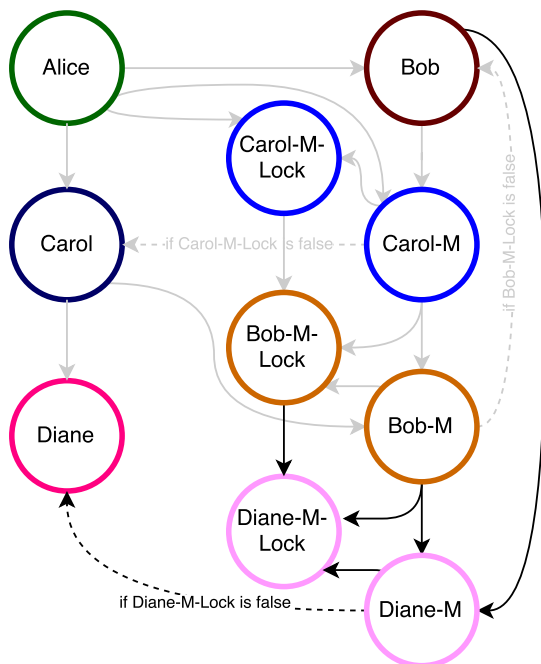 Alice
Bob
Carol-M-
Lock
Carol
if Carol-M-Lock is false
Carol-M
if Bob-M-Lock is false
Bob-M-
Lock
Diane
Bob-M
Diane-M-
Lock
if Diane-M-Lock is false
Diane-M